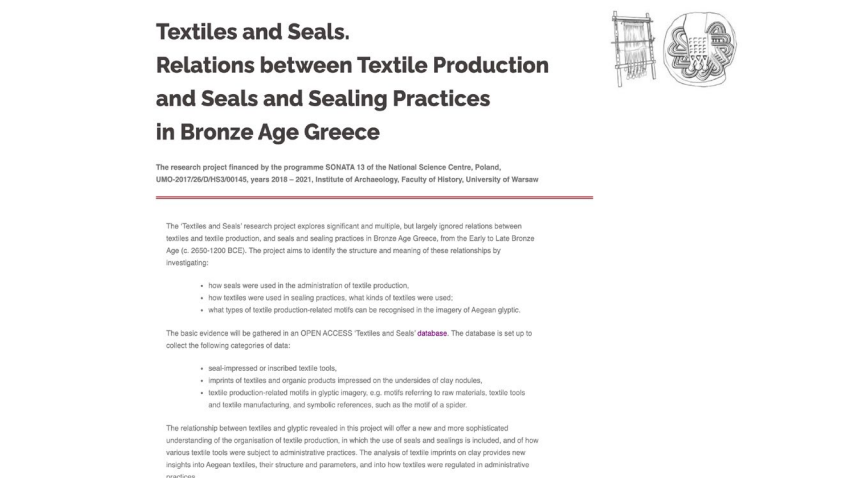 Textiles and Seals.
Relations between Textile Production
and Seals and Sealing Practices
in Bronze Age Greece
The research project financed by the programme SONATA 13 of the National Science Centre, Poland,
UMO-2017/26/D/HS3/00145, years 2018 – 2021, Institute of Archaeology, Faculty of History, University of Warsaw
The 'Textiles and Seals' research project explores significant and multiple, but largely ignored relations between
textiles and textile production, and seals and sealing practices in Bronze Age Greece, from the Early to Late Bronze
Age (c. 2650-1200 BCE). The project aims to identify the structure and meaning of these relationships by
investigating:
• how seals were used in the administration of textile production,
• how textiles were used in sealing practices, what kinds of textiles were used;
• what types of textile production-related motifs can be recognised in the imagery of Aegean glyptic.
The basic evidence will be gathered in an OPEN ACCESS 'Textiles and Seals' database. The database is set up to
collect the following categories of data:
• seal-impressed or inscribed textile tools,
• imprints of textiles and organic products impressed on the undersides of clay nodules,
• textile production-related motifs in glyptic imagery, e.g. motifs referring to raw materials, textile tools
and textile manufacturing, and symbolic references, such as the motif of a spider.
The relationship between textiles and glyptic revealed in this project will offer a new and more sophisticated
understanding of the organisation of textile production, in which the use of seals and sealings is included, and of how
various textile tools were subject to administrative practices. The analysis of textile imprints on clay provides new
insights into Aegean textiles, their structure and parameters, and into how textiles were regulated in administrative
practices.